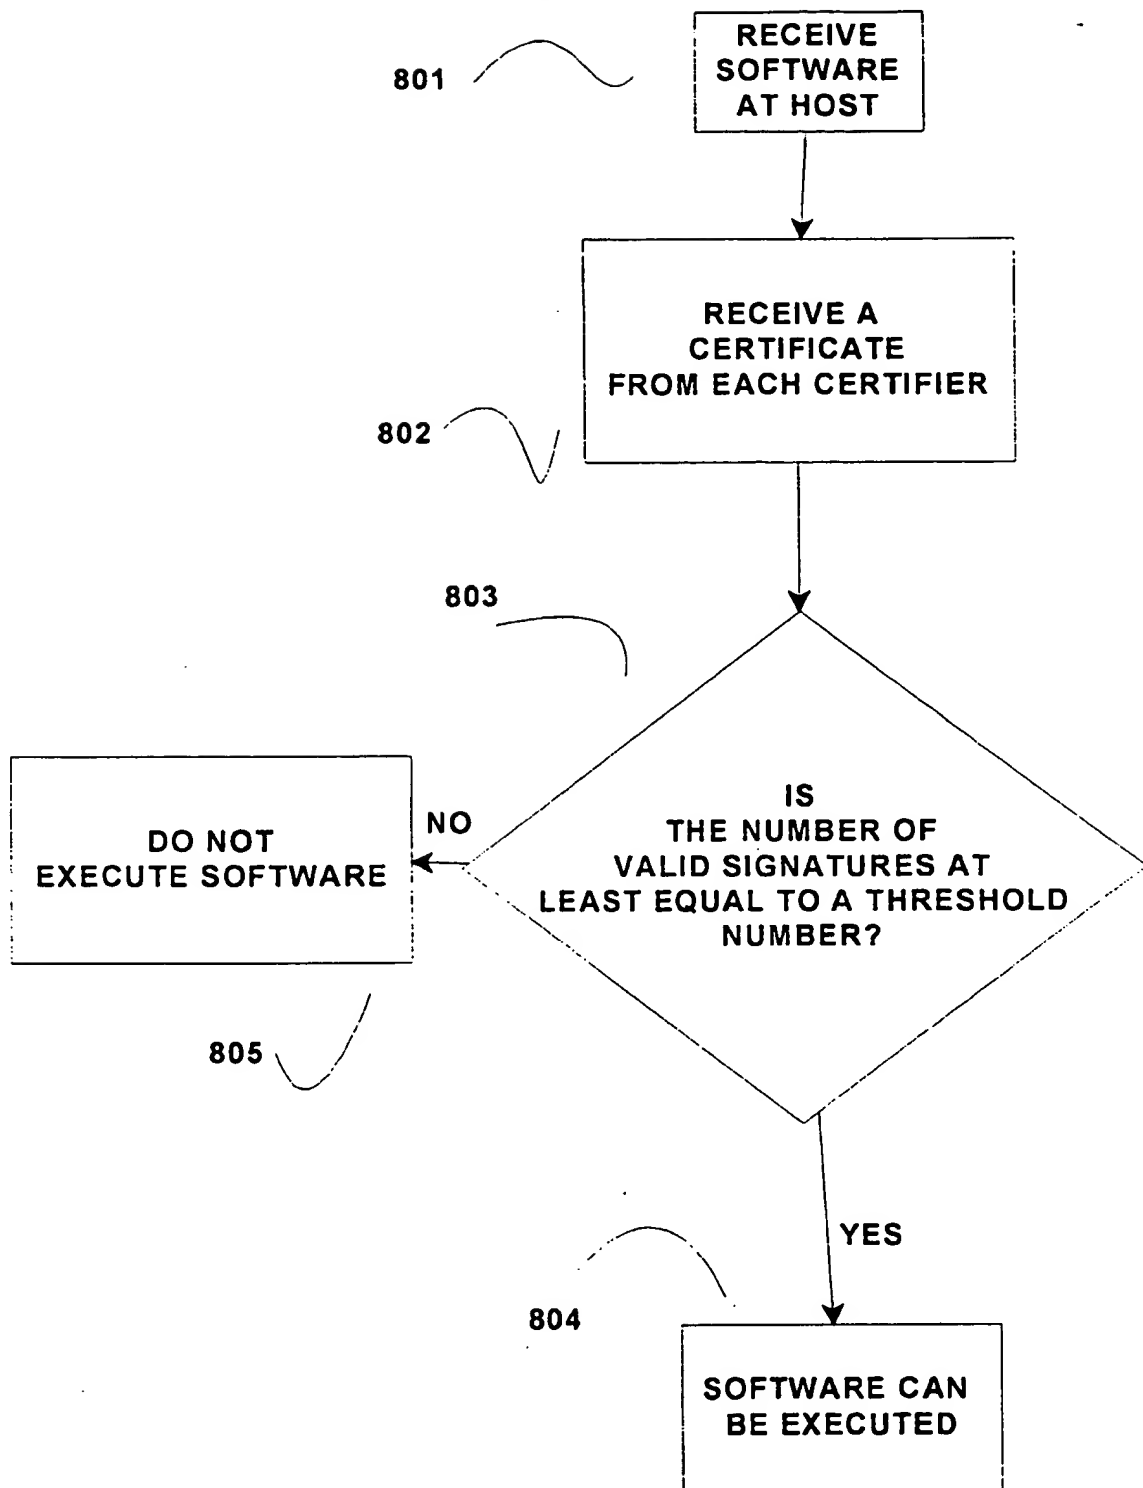 801
RECEIVE
SOFTWARE
AT HOST
RECEIVE A
CERTIFICATE
FROM EACH CERTIFIER
802
803
IS
THE NUMBER OF
VALID SIGNATURES AT
LEAST EQUAL TO A THRESHOLD
NUMBER?
NO
DO NOT
EXECUTE SOFTWARE
805
YES
804
SOFTWARE CAN
BE EXECUTED